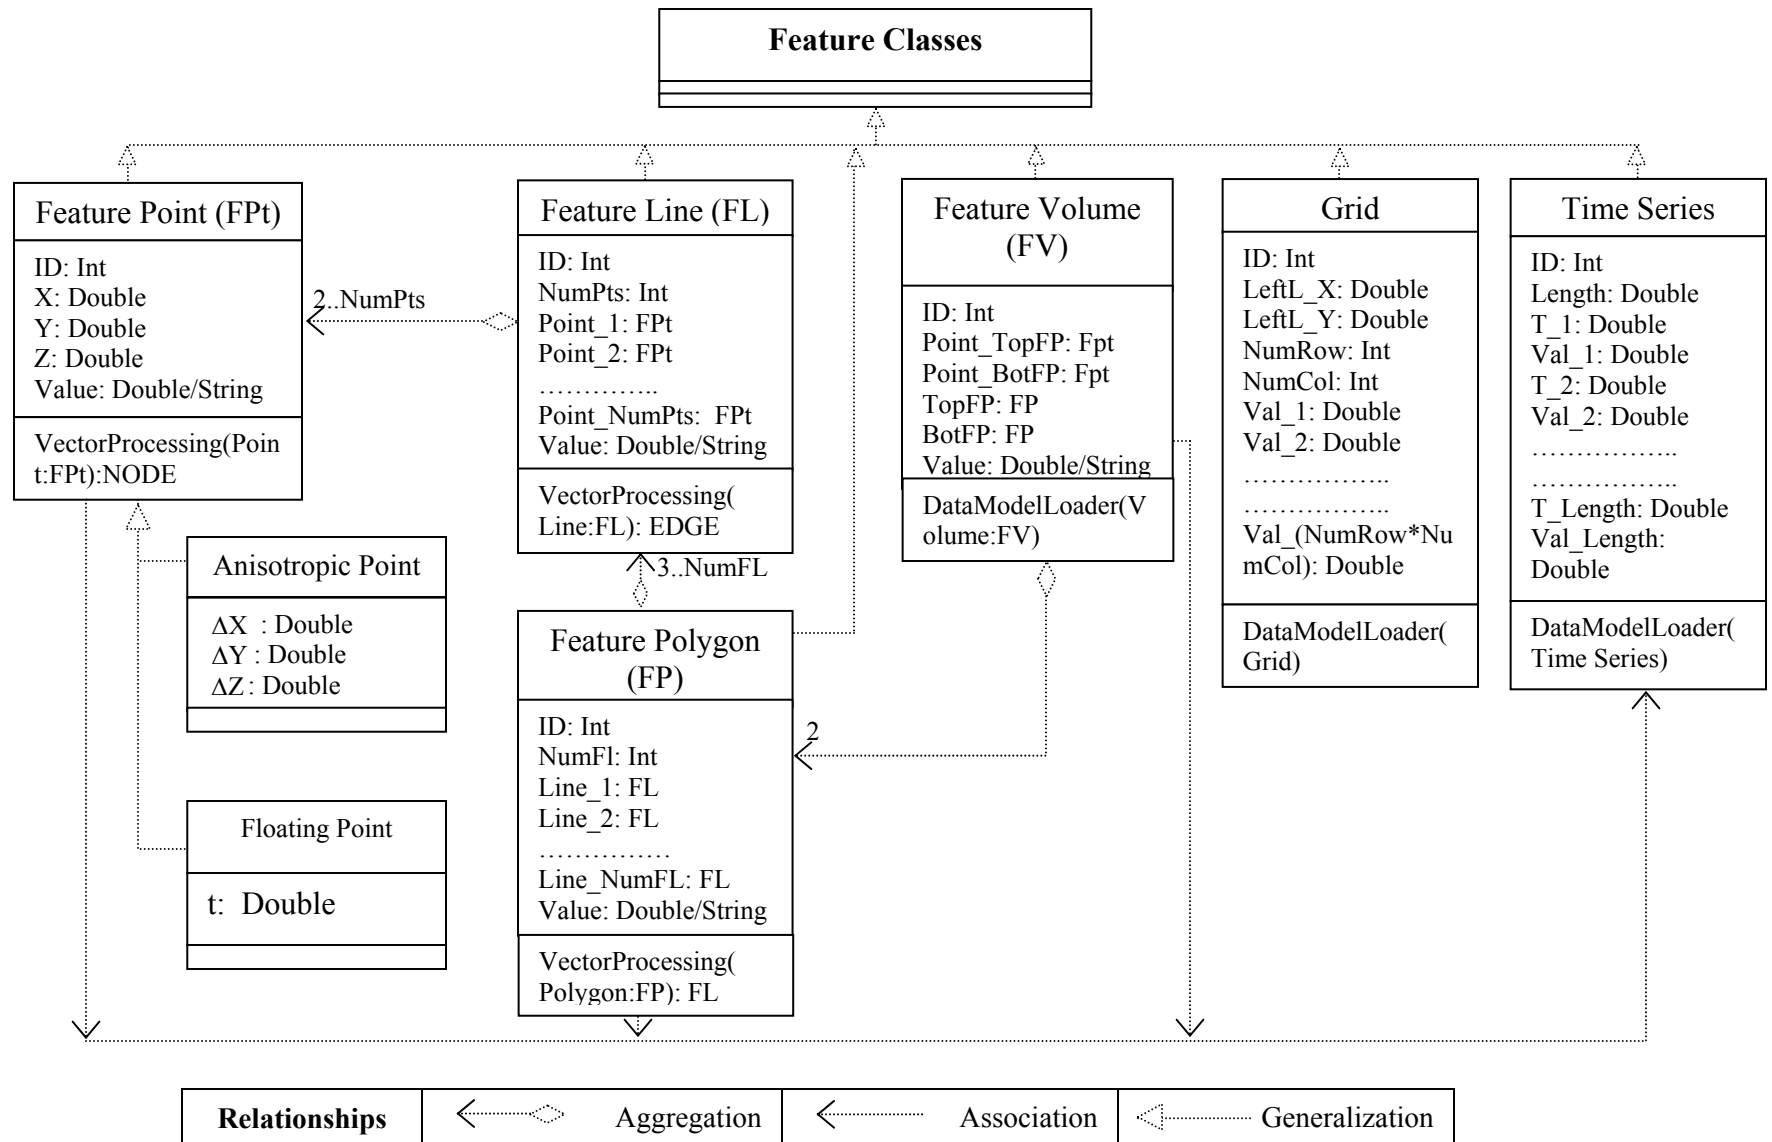 Feature Classes
Feature Point (FPt)
ID: Int
X: Double
Y: Double
Z: Double
Value: Double/String
VectorProcessing(Poin
t:FPt):NODE
2..NumPts
Feature Line (FL)
ID: Int
NumPts: Int
Point_1: FPt
Point_2: FPt
…………..
Point_NumPts:  FPt
Value: Double/String
VectorProcessing(
Line:FL): EDGE
3..NumFL
Feature Volume
(FV)
ID: Int
Point_TopFP: Fpt
Point_BotFP: Fpt
TopFP: FP
BotFP: FP
Value: Double/String
DataModelLoader(V
olume:FV)
Grid
ID: Int
LeftL_X: Double
LeftL_Y: Double
NumRow: Int
NumCol: Int
Val_1: Double
Val_2: Double
……………..
……………..
Val_(NumRow*Nu
mCol): Double
DataModelLoader(
Grid)
Time Series
ID: Int
Length: Double
T_1: Double
Val_1: Double
T_2: Double
Val_2: Double
……………..
……………..
T_Length: Double
Val_Length:
Double
DataModelLoader(
Time Series)
Anisotropic Point
ΔX : Double
ΔY : Double
ΔZ : Double
Feature Polygon
(FP)
ID: Int
NumFl: Int
Line_1: FL
Line_2: FL
……………
Line_NumFL: FL
Value: Double/String
VectorProcessing(
Polygon:FP): FL
2
Floating Point
t:  Double
Relationships
Aggregation
Association
Generalization